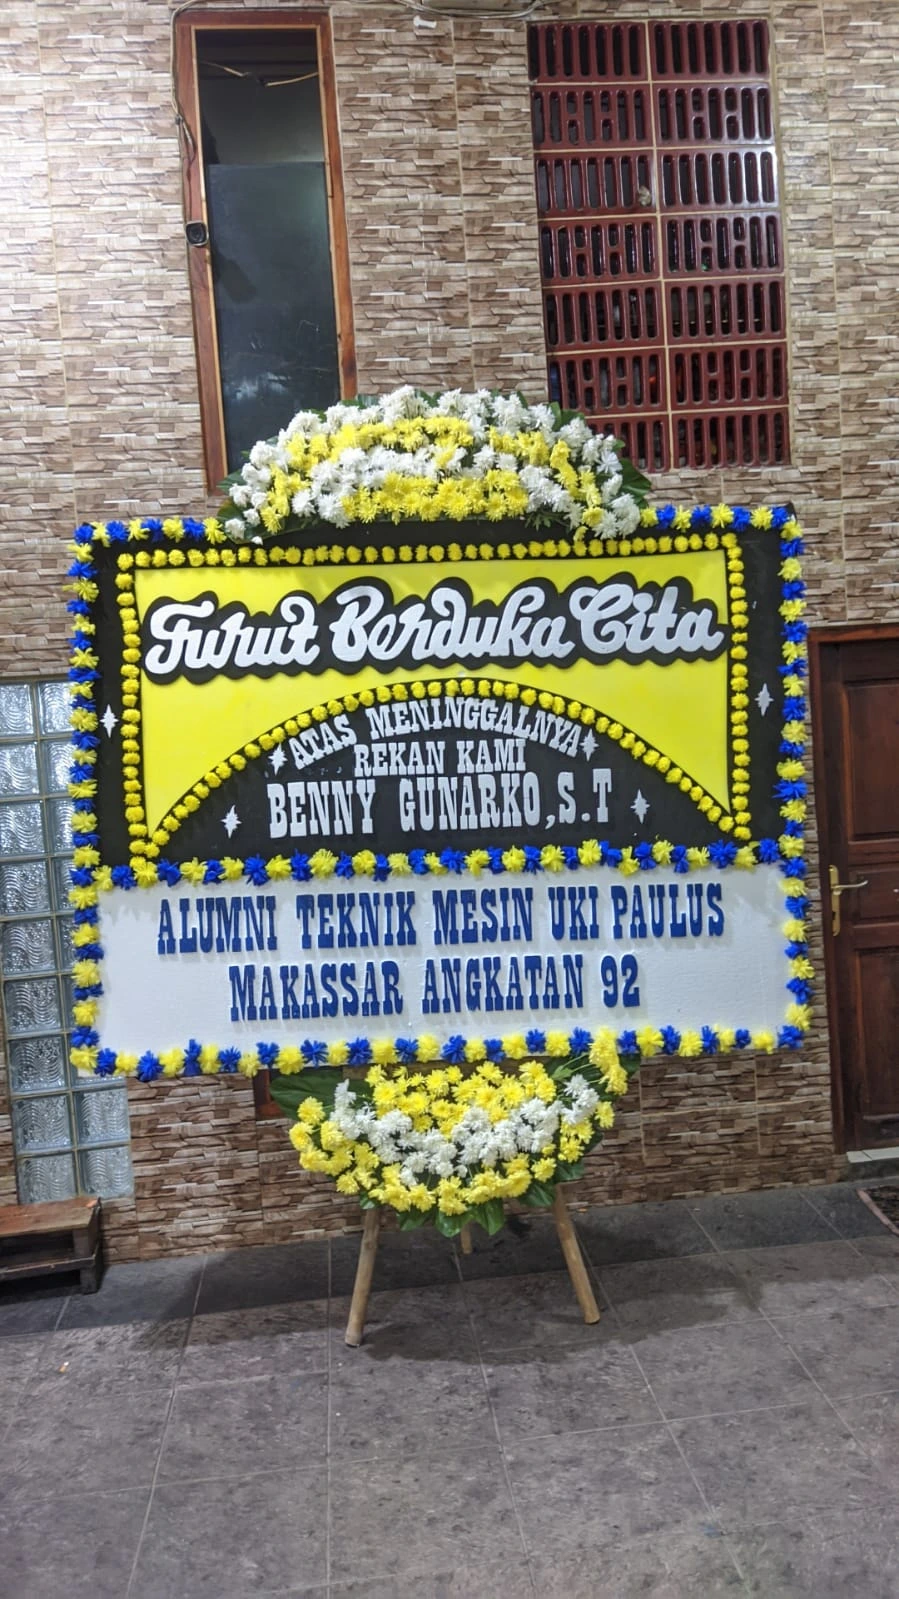 Turut Berduka Cita
ATAS MENINGGALNYA
REKAN KAMI
BENNY GUNARKO,S.T
ALUMNI TEKNIK MESIN UKI PAULUS
MAKASSAR ANGKATAN 92